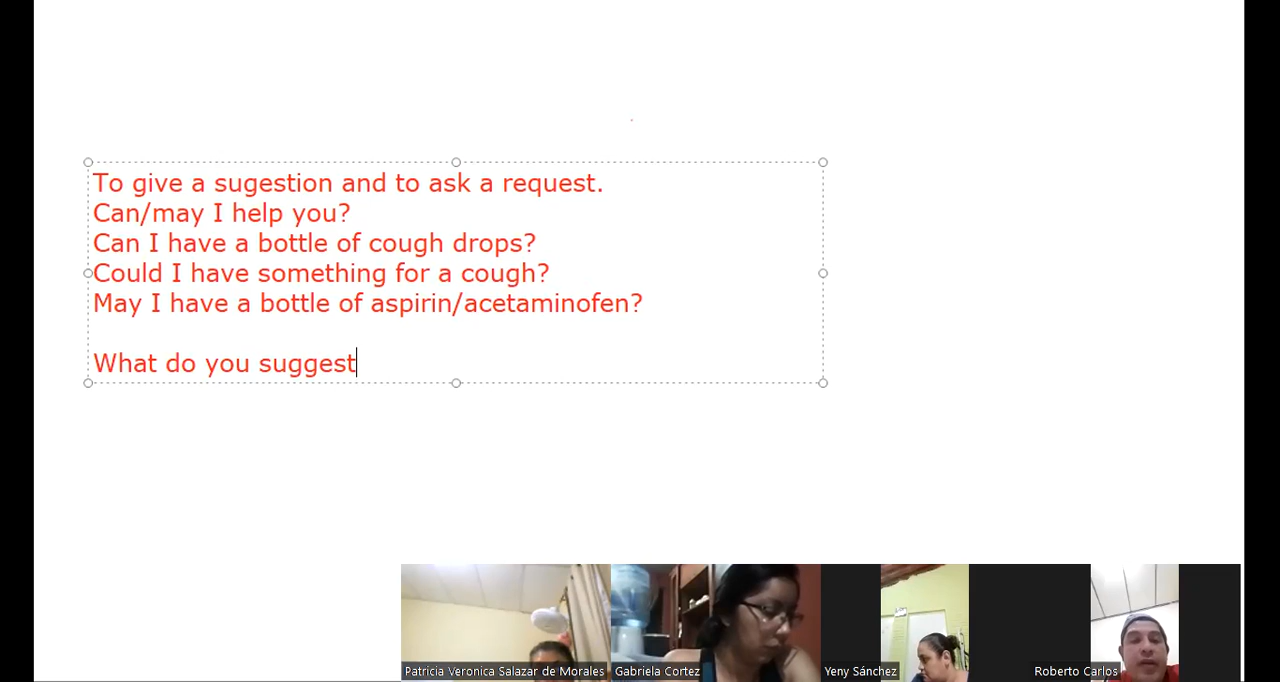 To give a sugestion and to ask a request.
Can/may I help you?
Can I have a bottle of cough drops?
Could I have something for a cough?
May I have a bottle of aspirin/acetaminofen?
What do you suggest
Patricia Veronica Salazar de Morales
Gabriela Cortez
Yeny Sánchez
Roberto Carlos